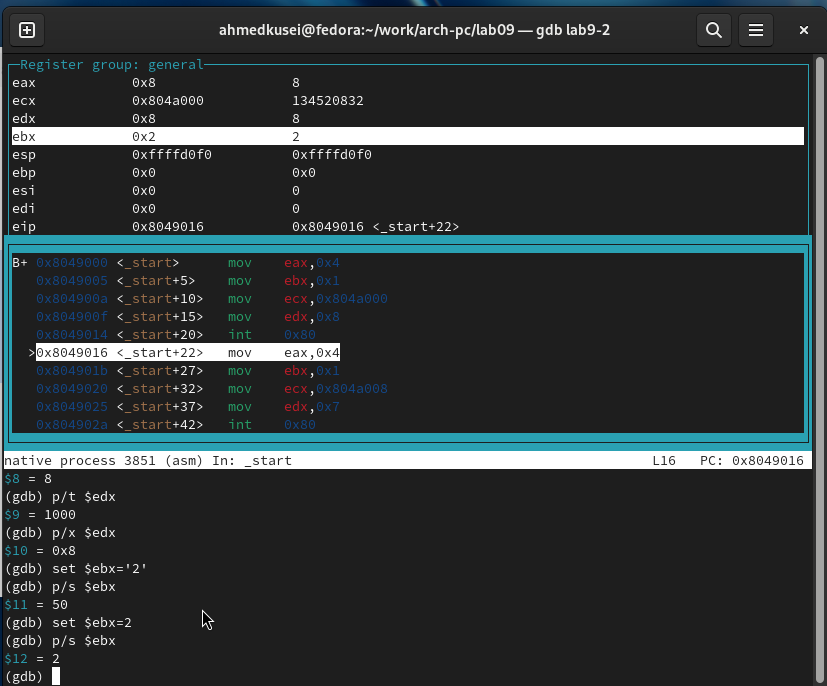 ahmedkusei@fedora:~/work/arch-pc/lab09 — gdb lab9-2
Register group: general
eax 0x8 8
ecx 0x804a000 134520832
edx 0x8 8
ebx 0x2 2
esp 0xffffd0f0 0xffffd0f0
ebp 0x0 0x0
esi 0x0 0
edi 0x0 0
eip 0x8049016 0x8049016 <_start+22>
B+ 0x8049000 <_start> mov eax,0x4
0x8049005 <_start+5> mov ebx,0x1
0x804900a <_start+10> mov ecx,0x804a000
0x804900f <_start+15> mov edx,0x8
0x8049014 <_start+20> int 0x80
>0x8049016 <_start+22> mov eax,0x4
0x804901b <_start+27> mov ebx,0x1
0x8049020 <_start+32> mov ecx,0x804a008
0x8049025 <_start+37> mov edx,0x7
0x804902a <_start+42> int 0x80
native process 3851 (asm) In: _start L16 PC: 0x8049016
$8 = 8
(gdb) p/t $edx
$9 = 1000
(gdb) p/x $edx
$10 = 0x8
(gdb) set $ebx='2'
(gdb) p/s $ebx
$11 = 50
(gdb) set $ebx=2
(gdb) p/s $ebx
$12 = 2
(gdb)